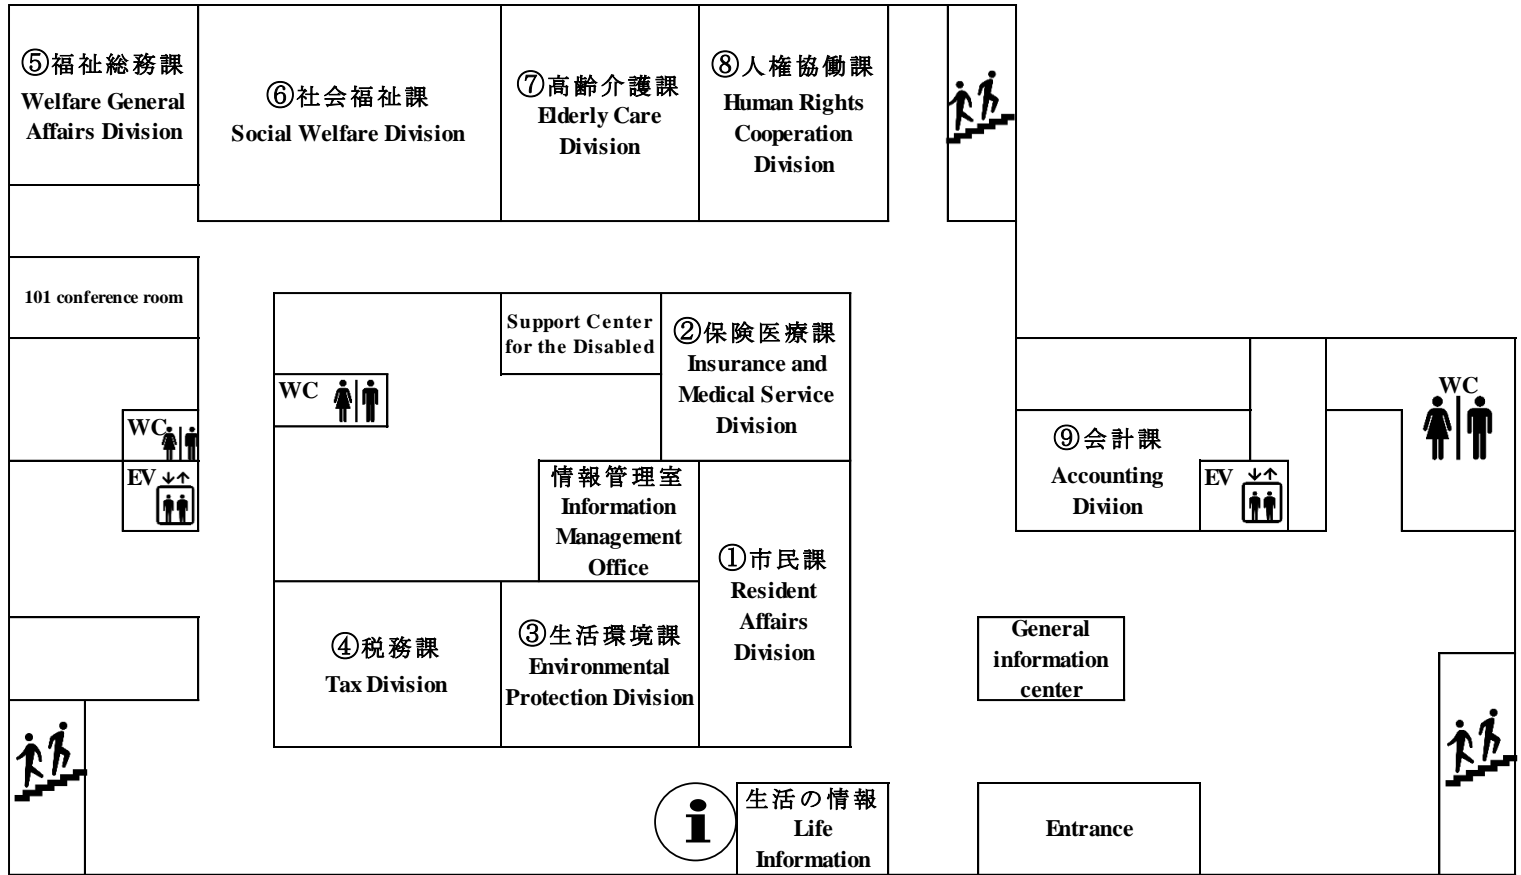 ⑤福祉総務課
Welfare General
Affairs Division
⑥社会福祉課
Social Welfare Division
⑦高齢介護課
Elderly Care
Division
⑧人権協働課
Human Rights
Cooperation
Division
101 conference room
Support Center
for the Disabled
②保険医療課
Insurance and
Medical Service
Division
WC
WC
WC
⑨会計課
Accounting
Diviion
EV
EV
情報管理室
Information
Management
Office
①市民課
Resident
Affairs
Division
④税務課
Tax Division
③生活環境課
Environmental
Protection Division
General
information
center
i
生活の情報
Life
Information
Entrance